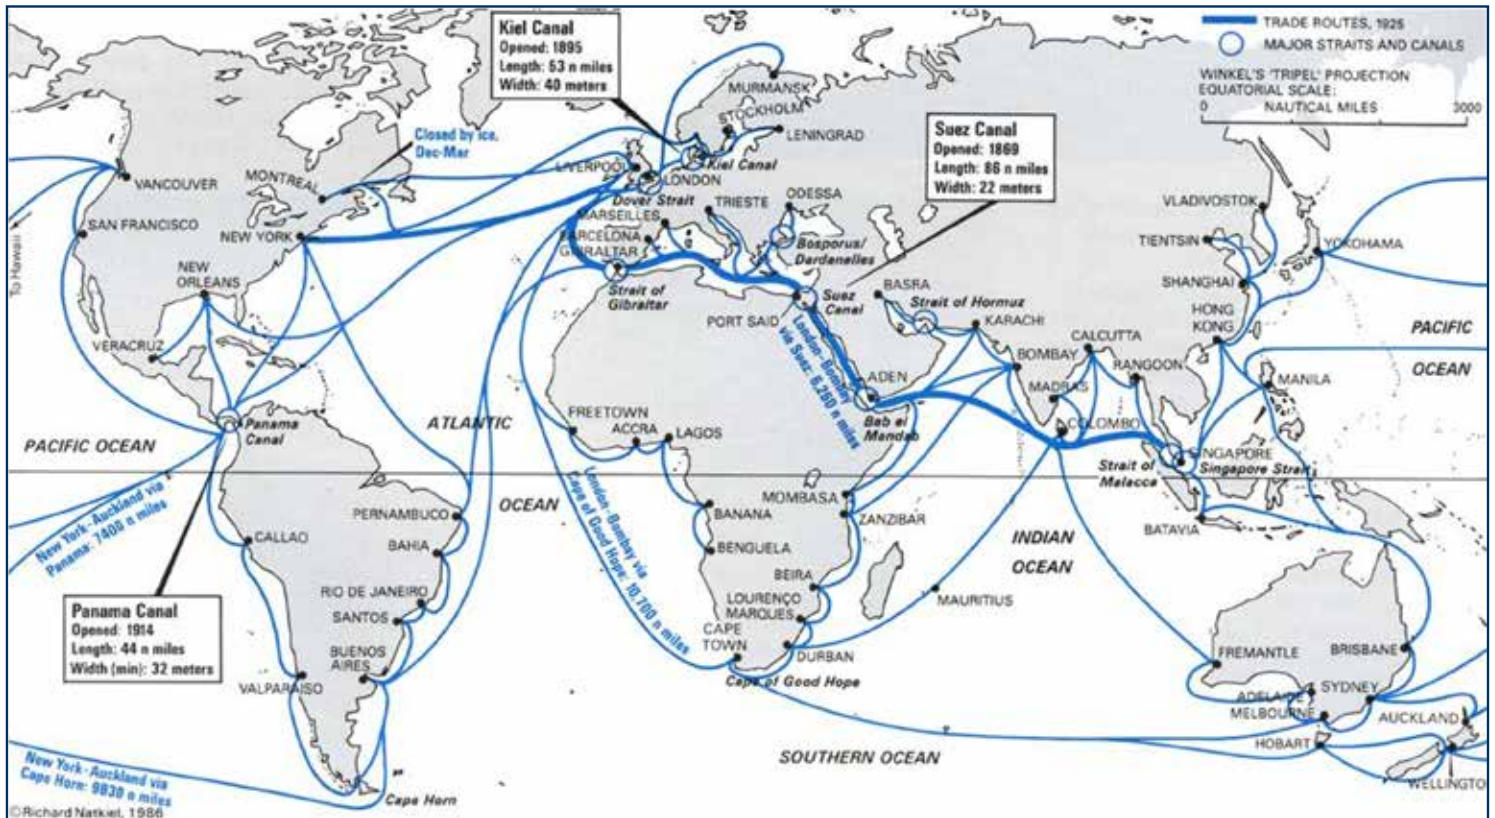 Kiel Canal
Opened: 1895
Length: 53 n miles
Width: 40 meters
TRADE ROUTES, 1925
MAJOR STRAITS AND CANALS
WINKEL'S 'TRIPEL' PROJECTION
EQUATORIAL SCALE:
0 NAUTICAL MILES 3000
MURMANSK
STOCKHOLM
LENINGRAD
Suez Canal
Opened: 1869
Length: 86 n miles
Width: 22 meters
Closed by ice,
Dec-Mar
LIVERPOOL
Kiel Canal
LONDON
Dover Strait
VANCOUVER
MONTREAL
MARSEILLES
TRIESTE
ODESSA
VLADIVOSTOK
SAN FRANCISCO
NEW YORK
BARCELONA
GIBRALTAR
Bosporus/
Dardenelles
TIENTSIN
YOKOHAMA
To Hawaii
NEW
ORLEANS
Strait of
Gibraltar
Suez
Canal
BASRA
Strait of Hormuz
SHANGHAI
PORT SAID
KARACHI
HONG
KONG
VERACRUZ
London-Bombay
via Suez: 6,260 n miles
CALCUTTA
BOMBAY
RANGOON
PACIFIC
OCEAN
ADEN
MADRAS
MANILA
Panama
Canal
ATLANTIC
FREETOWN
ACCRA
LAGOS
Bab el
Mandab
COLOMBO
PACIFIC OCEAN
SINGAPORE
Strait of
Malacca
Singapore Strait
London-Bombay via
Cape of Good Hope: 10,700 n miles
New York-Auckland via
Panama: 7400 n miles
OCEAN
PERNAMBUCO
BANANA
MOMBASA
ZANZIBAR
BATAVIA
CALLAO
BAHIA
BENGUELA
INDIAN
OCEAN
BEIRA
RIO DE JANEIRO
LOURENÇO
MARQUES
MAURITIUS
Panama Canal
Opened: 1914
Length: 44 n miles
Width (min): 32 meters
SANTOS
CAPE
TOWN
BUENOS
AIRES
DURBAN
FREMANTLE
BRISBANE
VALPARAISO
Cape of Good Hope
ADELAIDE
SYDNEY
MELBOURNE
AUCKLAND
HOBART
New York-Auckland via
Cape Horn: 9830 n miles
SOUTHERN OCEAN
WELLINGTO
Cape Horn
©Richard Natkiel, 1986